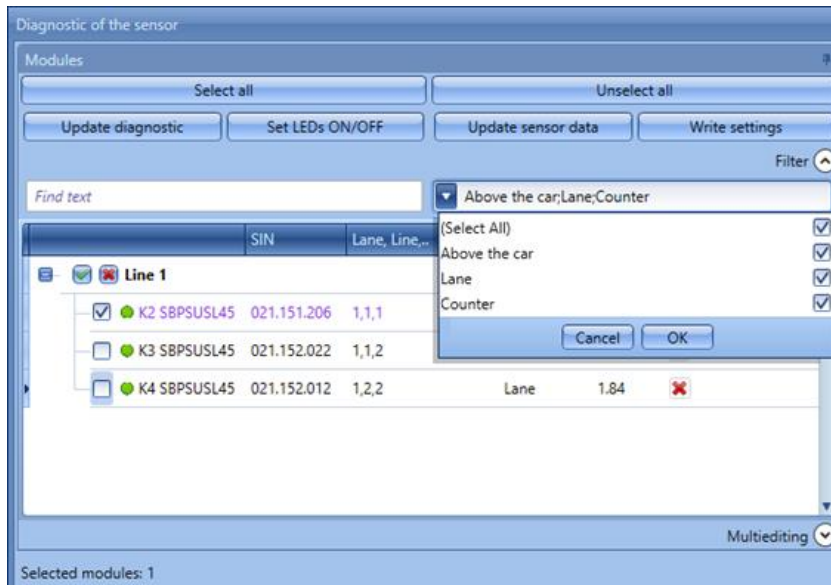 Diagnostic of the sensor
Modules
Select all Unselect all
Update diagnostic Set LEDs ON/OFF Update sensor data Write settings
Filter
Find text Above the car;Lane;Counter
(Select All)
Above the car
Lane
Counter
Cancel OK
SIN Lane, Line,..
Line 1
K2 SBPSUSL45 021.151.206 1,1,1
K3 SBPSUSL45 021.152.022 1,1,2
K4 SBPSUSL45 021.152.012 1,2,2 Lane 1.84
Multiediting
Selected modules: 1